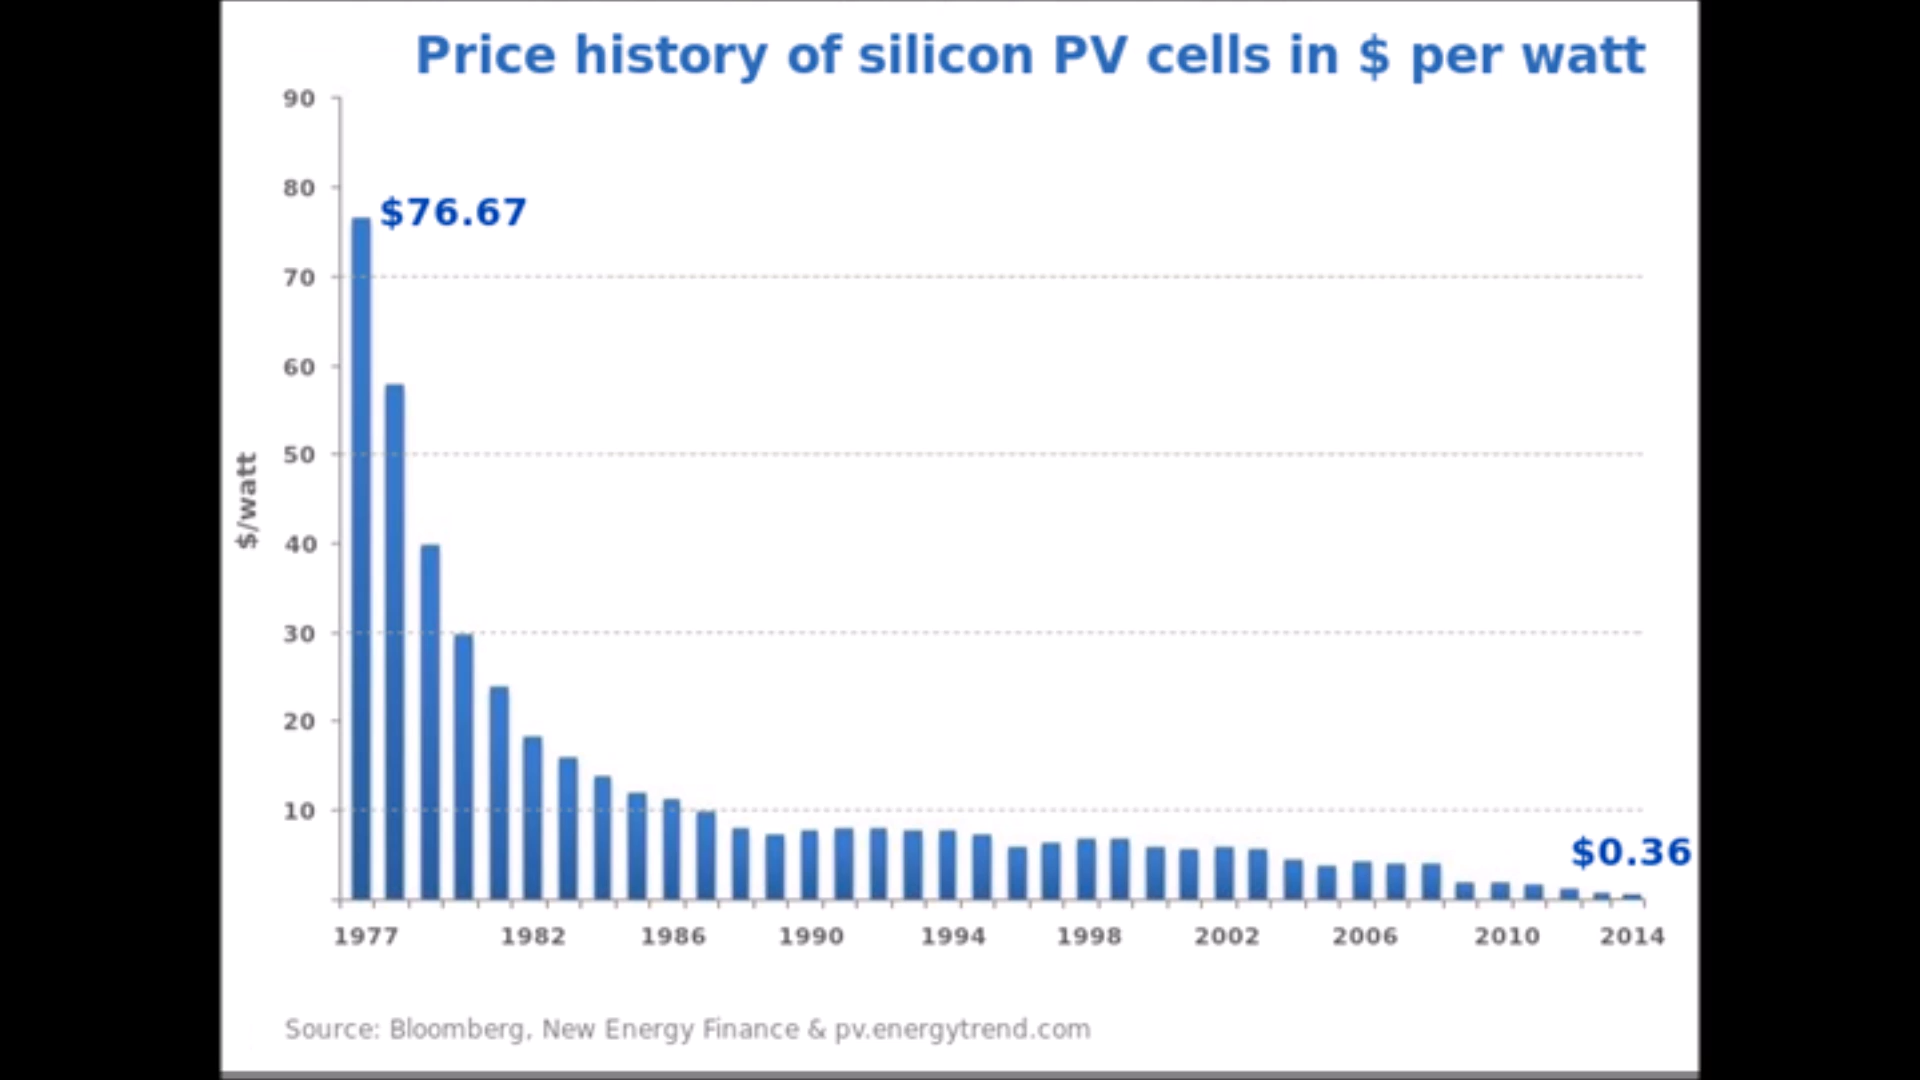 Price history of silicon PV cells in $ per watt
90
80
$76.67
70
60
50
40
30
20
10
$/watt
$0.36
1977 1982 1986 1990 1994 1998 2002 2006 2010 2014
Source: Bloomberg, New Energy Finance & pv.energytrend.com